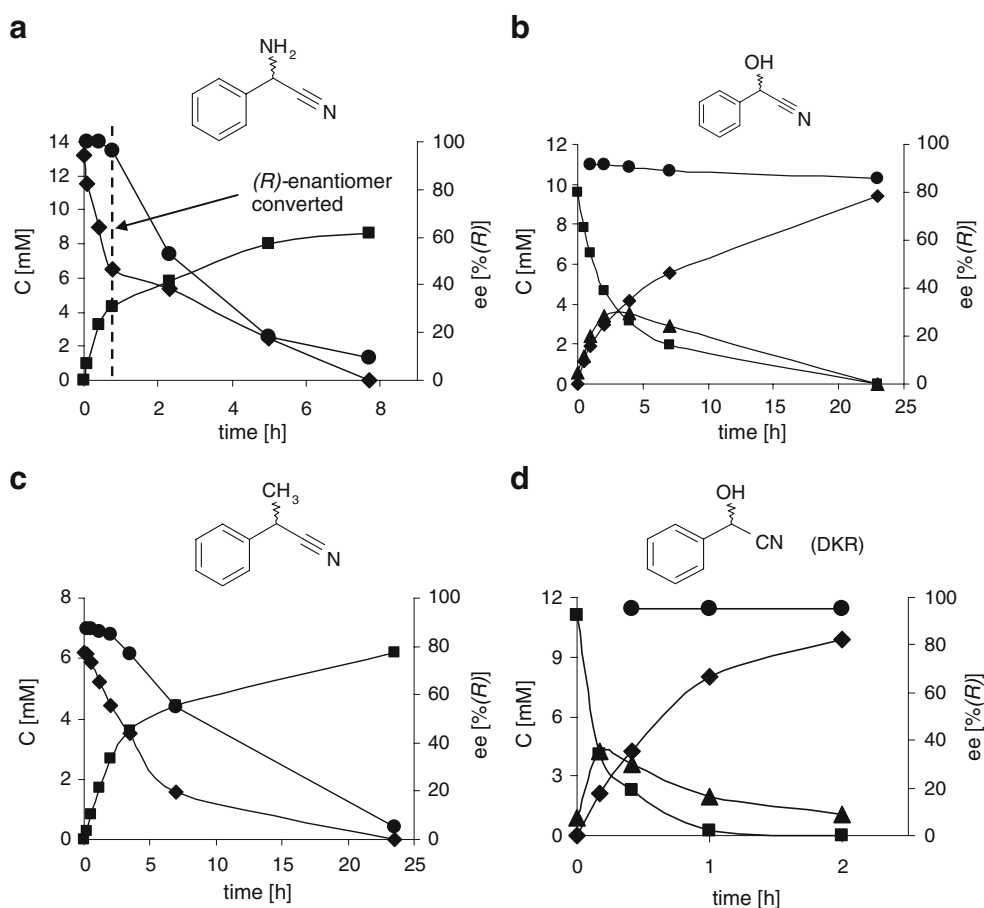 a
NH2
N
14
12
10
8
6
4
2
0
100
80
60
40
20
0
(R)-enantiomer
converted
C [mM]
ee [%(R)]
0 2 4 6 8
time [h]
b
OH
N
12
10
8
6
4
2
0
100
80
60
40
20
0
C [mM]
ee [%(R)]
0 5 10 15 20 25
time [h]
c
CH3
N
8
6
4
2
0
100
80
60
40
20
0
C [mM]
ee [%(R)]
0 5 10 15 20 25
time [h]
d
OH
CN (DKR)
12
9
6
3
0
100
80
60
40
20
0
C [mM]
ee [%(R)]
0 1 2
time [h]